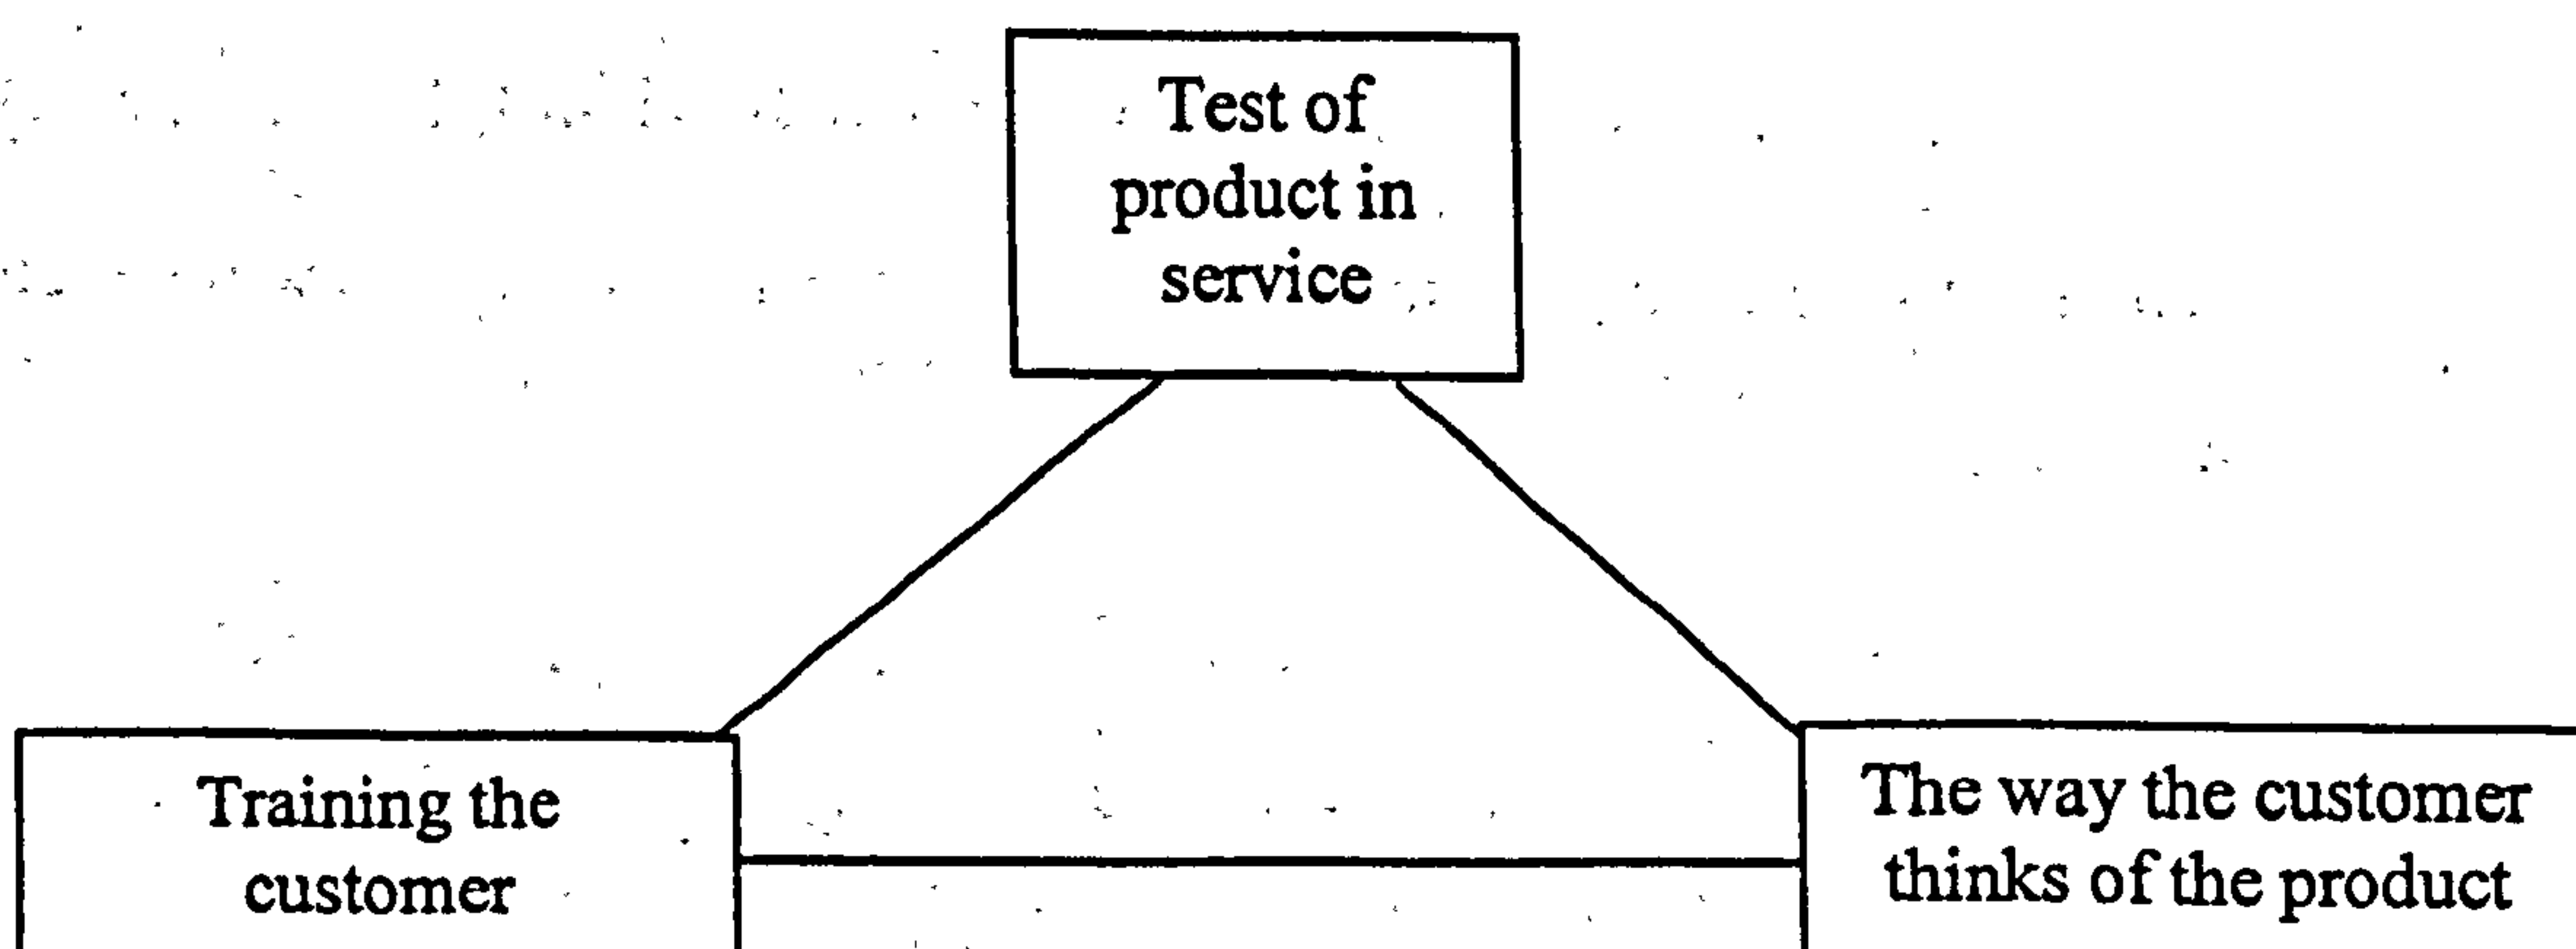 Test of
product in
service
Training the
customer
The way the customer
thinks of the product